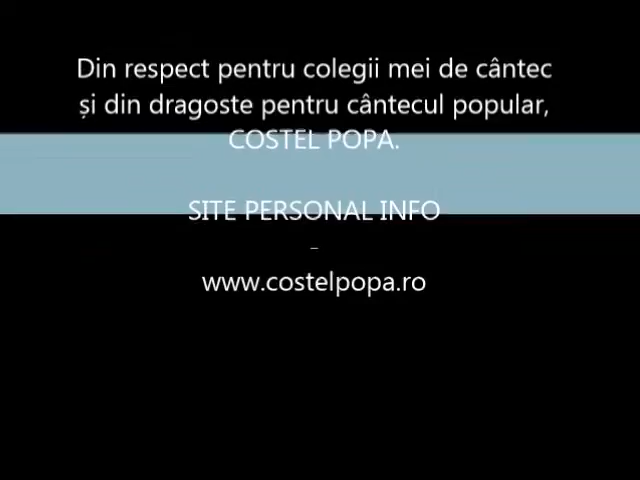 Din respect pentru colegii mei de cântec
și din dragoste pentru cântecul popular,
COSTEL POPA.
SITE PERSONAL INFO
-
www.costelpopa.ro